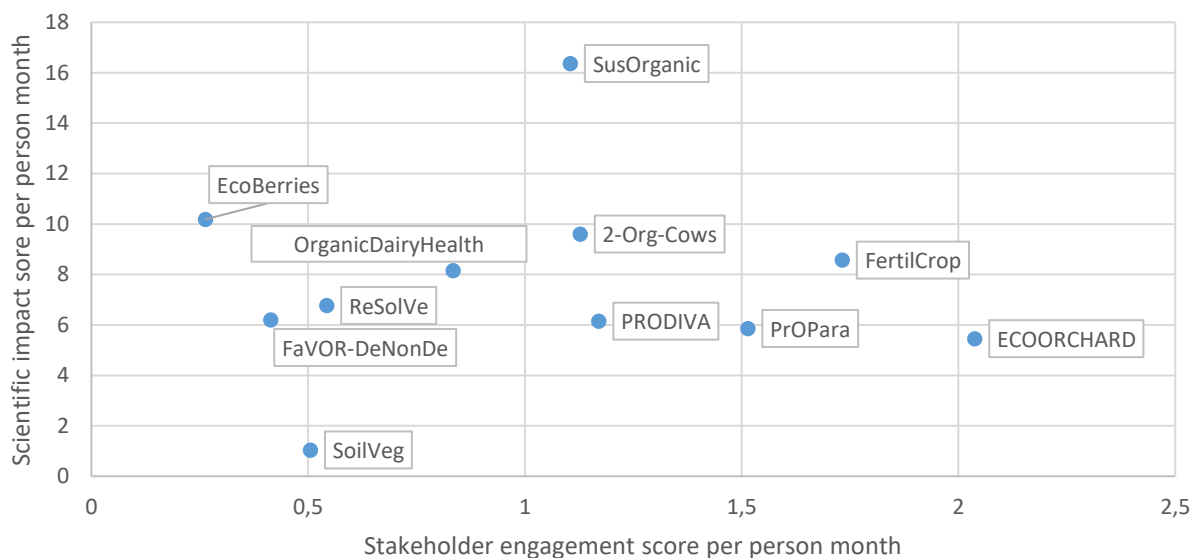 Scientific impact sore per person month
18
16
14
12
10
8
6
4
2
0
SusOrganic
EcoBerries
OrganicDairyHealth
2-Org-Cows
FertilCrop
ReSolVe
FaVOR-DeNonDe
PRODIVA
PrOPara
ECOORCHARD
SoilVeg
0
0,5
1
1,5
2
2,5
Stakeholder engagement score per person month